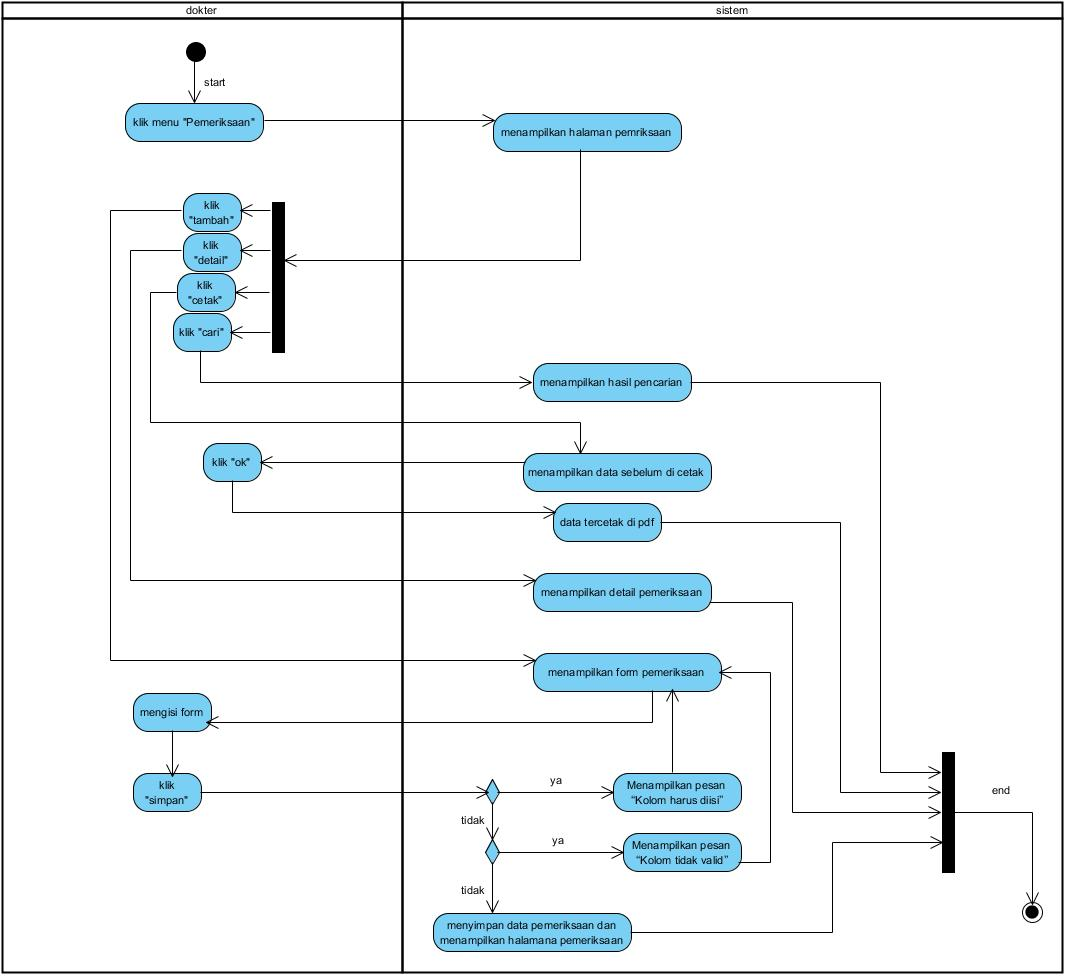 dokter
sistem
start
klik menu "Pemeriksaan"
menampilkan halaman pemriksaan
klik
"tambah"
klik
"detail"
klik
"cetak"
klik "cari"
menampilkan hasil pencarian
klik "ok"
menampilkan data sebelum di cetak
data tercetak di pdf
menampilkan detail pemeriksaan
menampilkan form pemeriksaan
mengisi form
klik
"simpan"
ya
Menampilkan pesan
“Kolom harus diisi”
end
tidak
ya
Menampilkan pesan
“Kolom tidak valid”
tidak
menyimpan data pemeriksaan dan
menampilkan halamana pemeriksaan